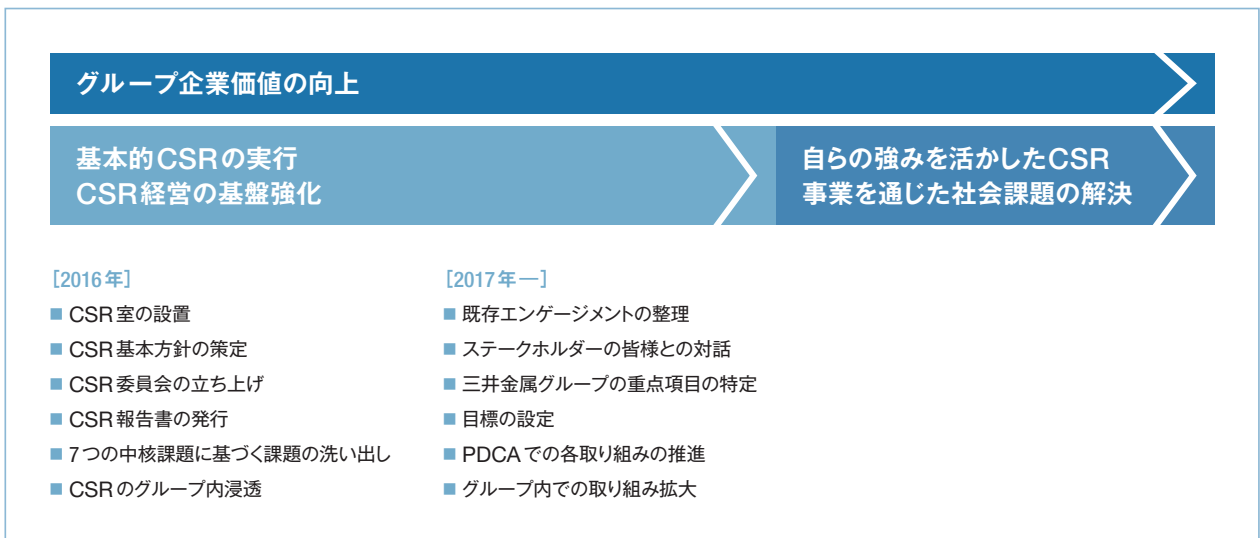 グループ企業価値の向上
基本的CSRの実行
CSR経営の基盤強化
自らの強みを活かしたCSR
事業を通じた社会課題の解決
[2016年]
■ CSR室の設置
■ CSR基本方針の策定
■ CSR委員会の立ち上げ
■ CSR報告書の発行
■ 7つの中核課題に基づく課題の洗い出し
■ CSRのグループ内浸透
[2017年ー]
■ 既存エンゲージメントの整理
■ ステークホルダーの皆様との対話
■ 三井金属グループの重点項目の特定
■ 目標の設定
■ PDCAでの各取り組みの推進
■ グループ内での取り組み拡大